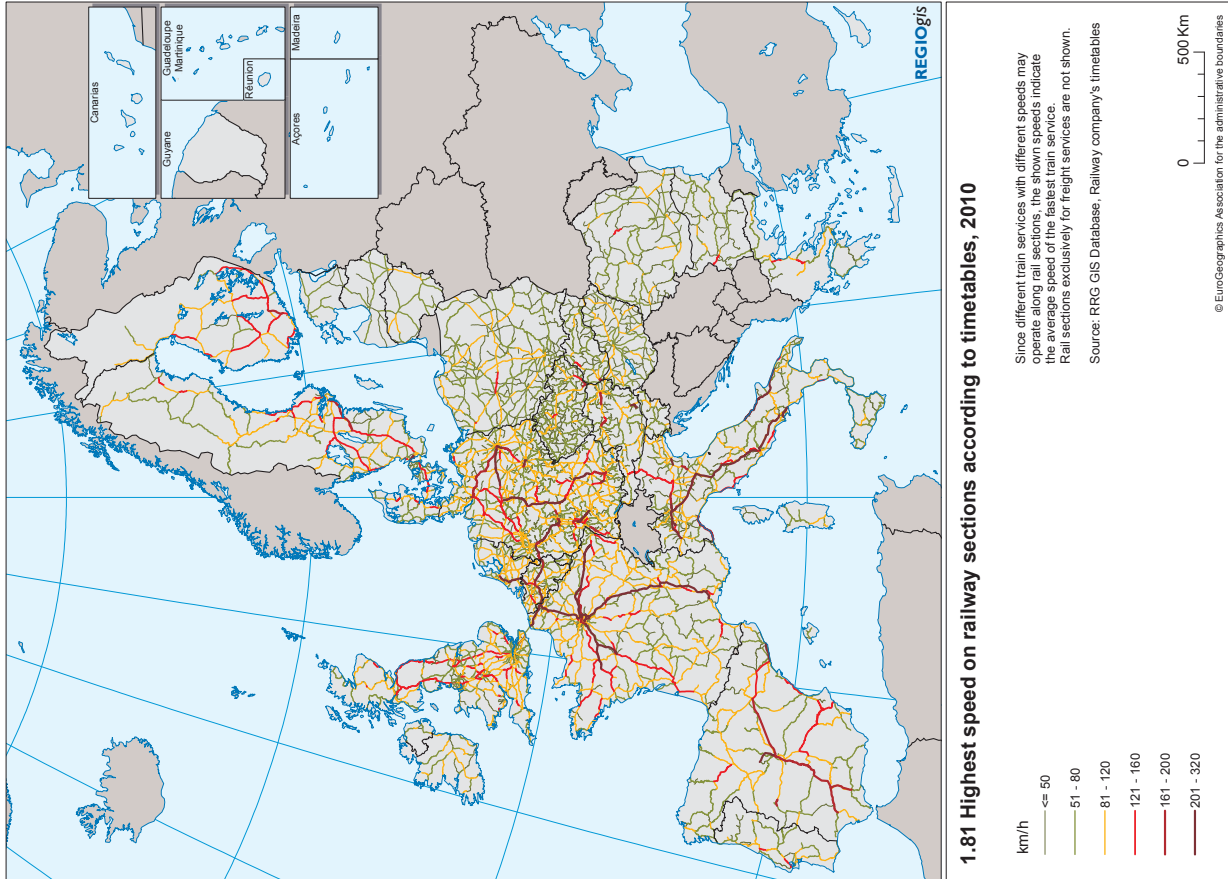 Canarias
Guyane
Guadeloupe
Martinique
Réunion
Açores
Madeira
REGIOgis
1.81 Highest speed on railway sections according to timetables, 2010
km/h
<= 50
51 - 80
81 - 120
121 - 160
161 - 200
201 - 320
Since different train services with different speeds may
operate along rail sections, the shown speeds indicate
the average speed of the fastest train service.
Rail sections exclusively for freight services are not shown.
Source: RRG GIS Database, Railway company's timetables
0 500 Km
© EuroGeographics Association for the administrative boundaries